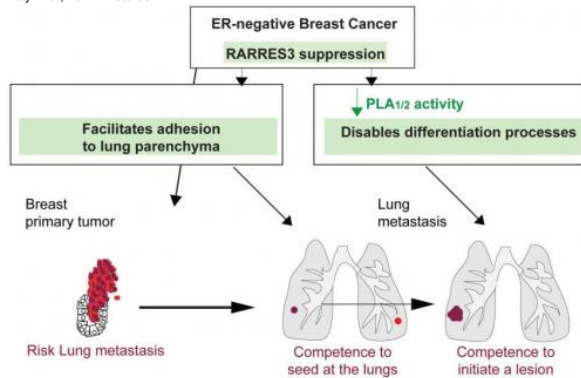 ER-negative Breast Cancer
RARRES3 suppression
PLA1/2 activity
Facilitates adhesion
to lung parenchyma
Disables differentiation processes
Breast
primary tumor
Lung
metastasis
Risk Lung metastasis
Competence to
seed at the lungs
Competence to
initiate a lesion